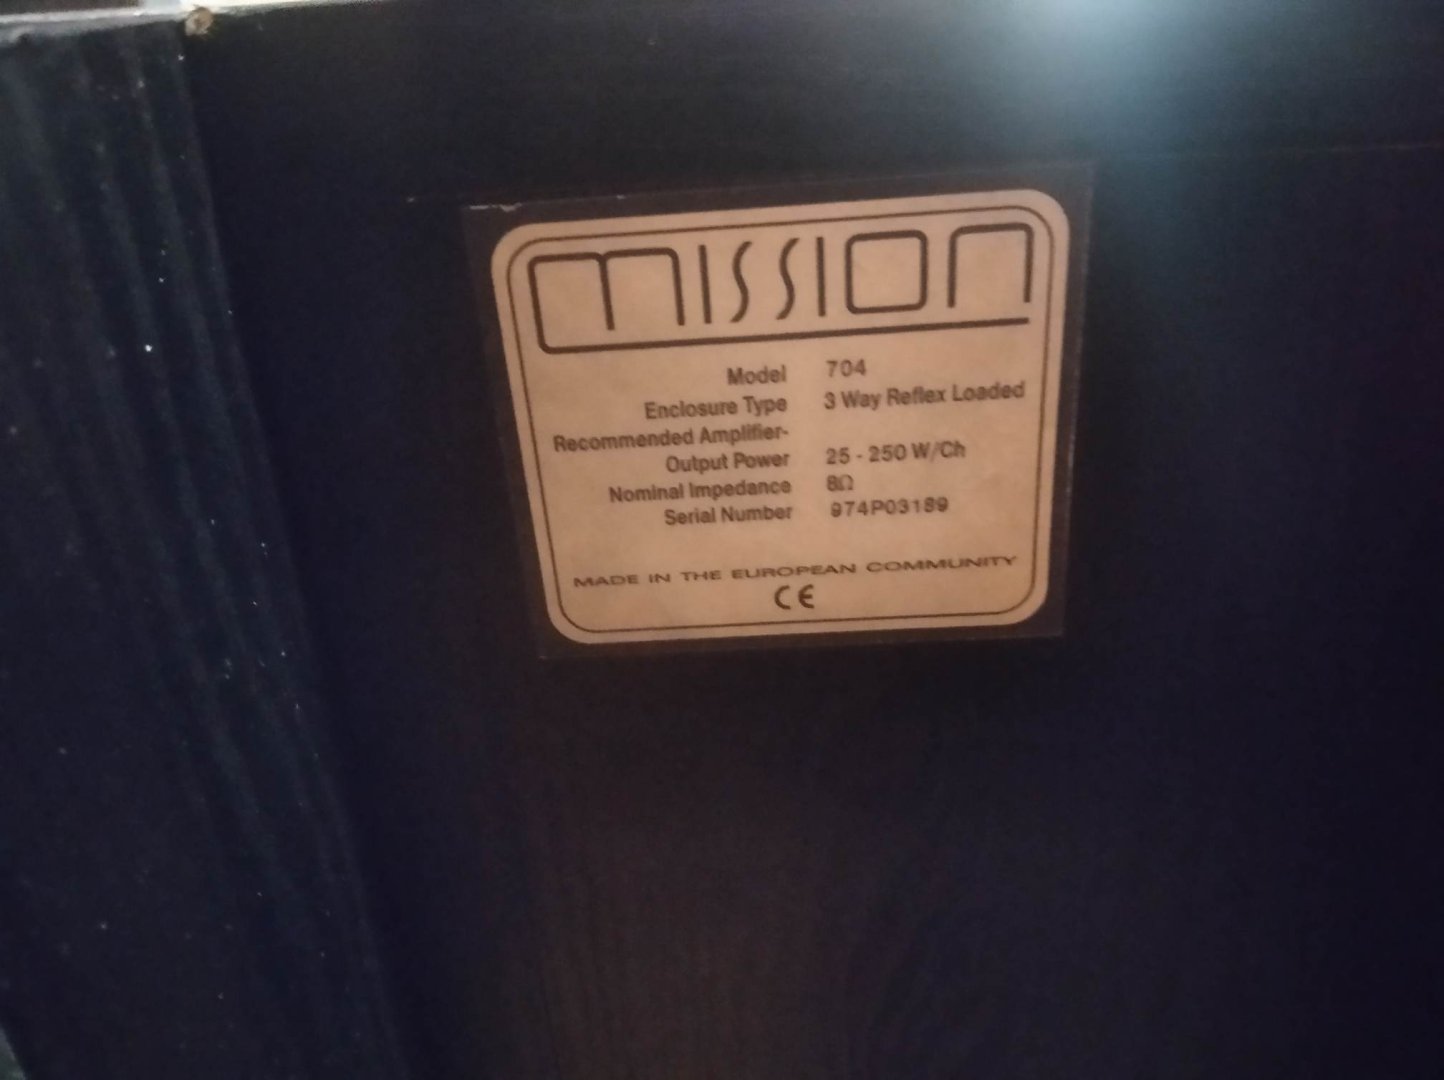 mission
Model 704
Enclosure Type 3 Way Reflex Loaded
Recommended Amplifier-
Output Power 25 - 250 W/Ch
Nominal Impedance 8Ω
Serial Number 974P03189
MADE IN THE EUROPEAN COMMUNITY
CE